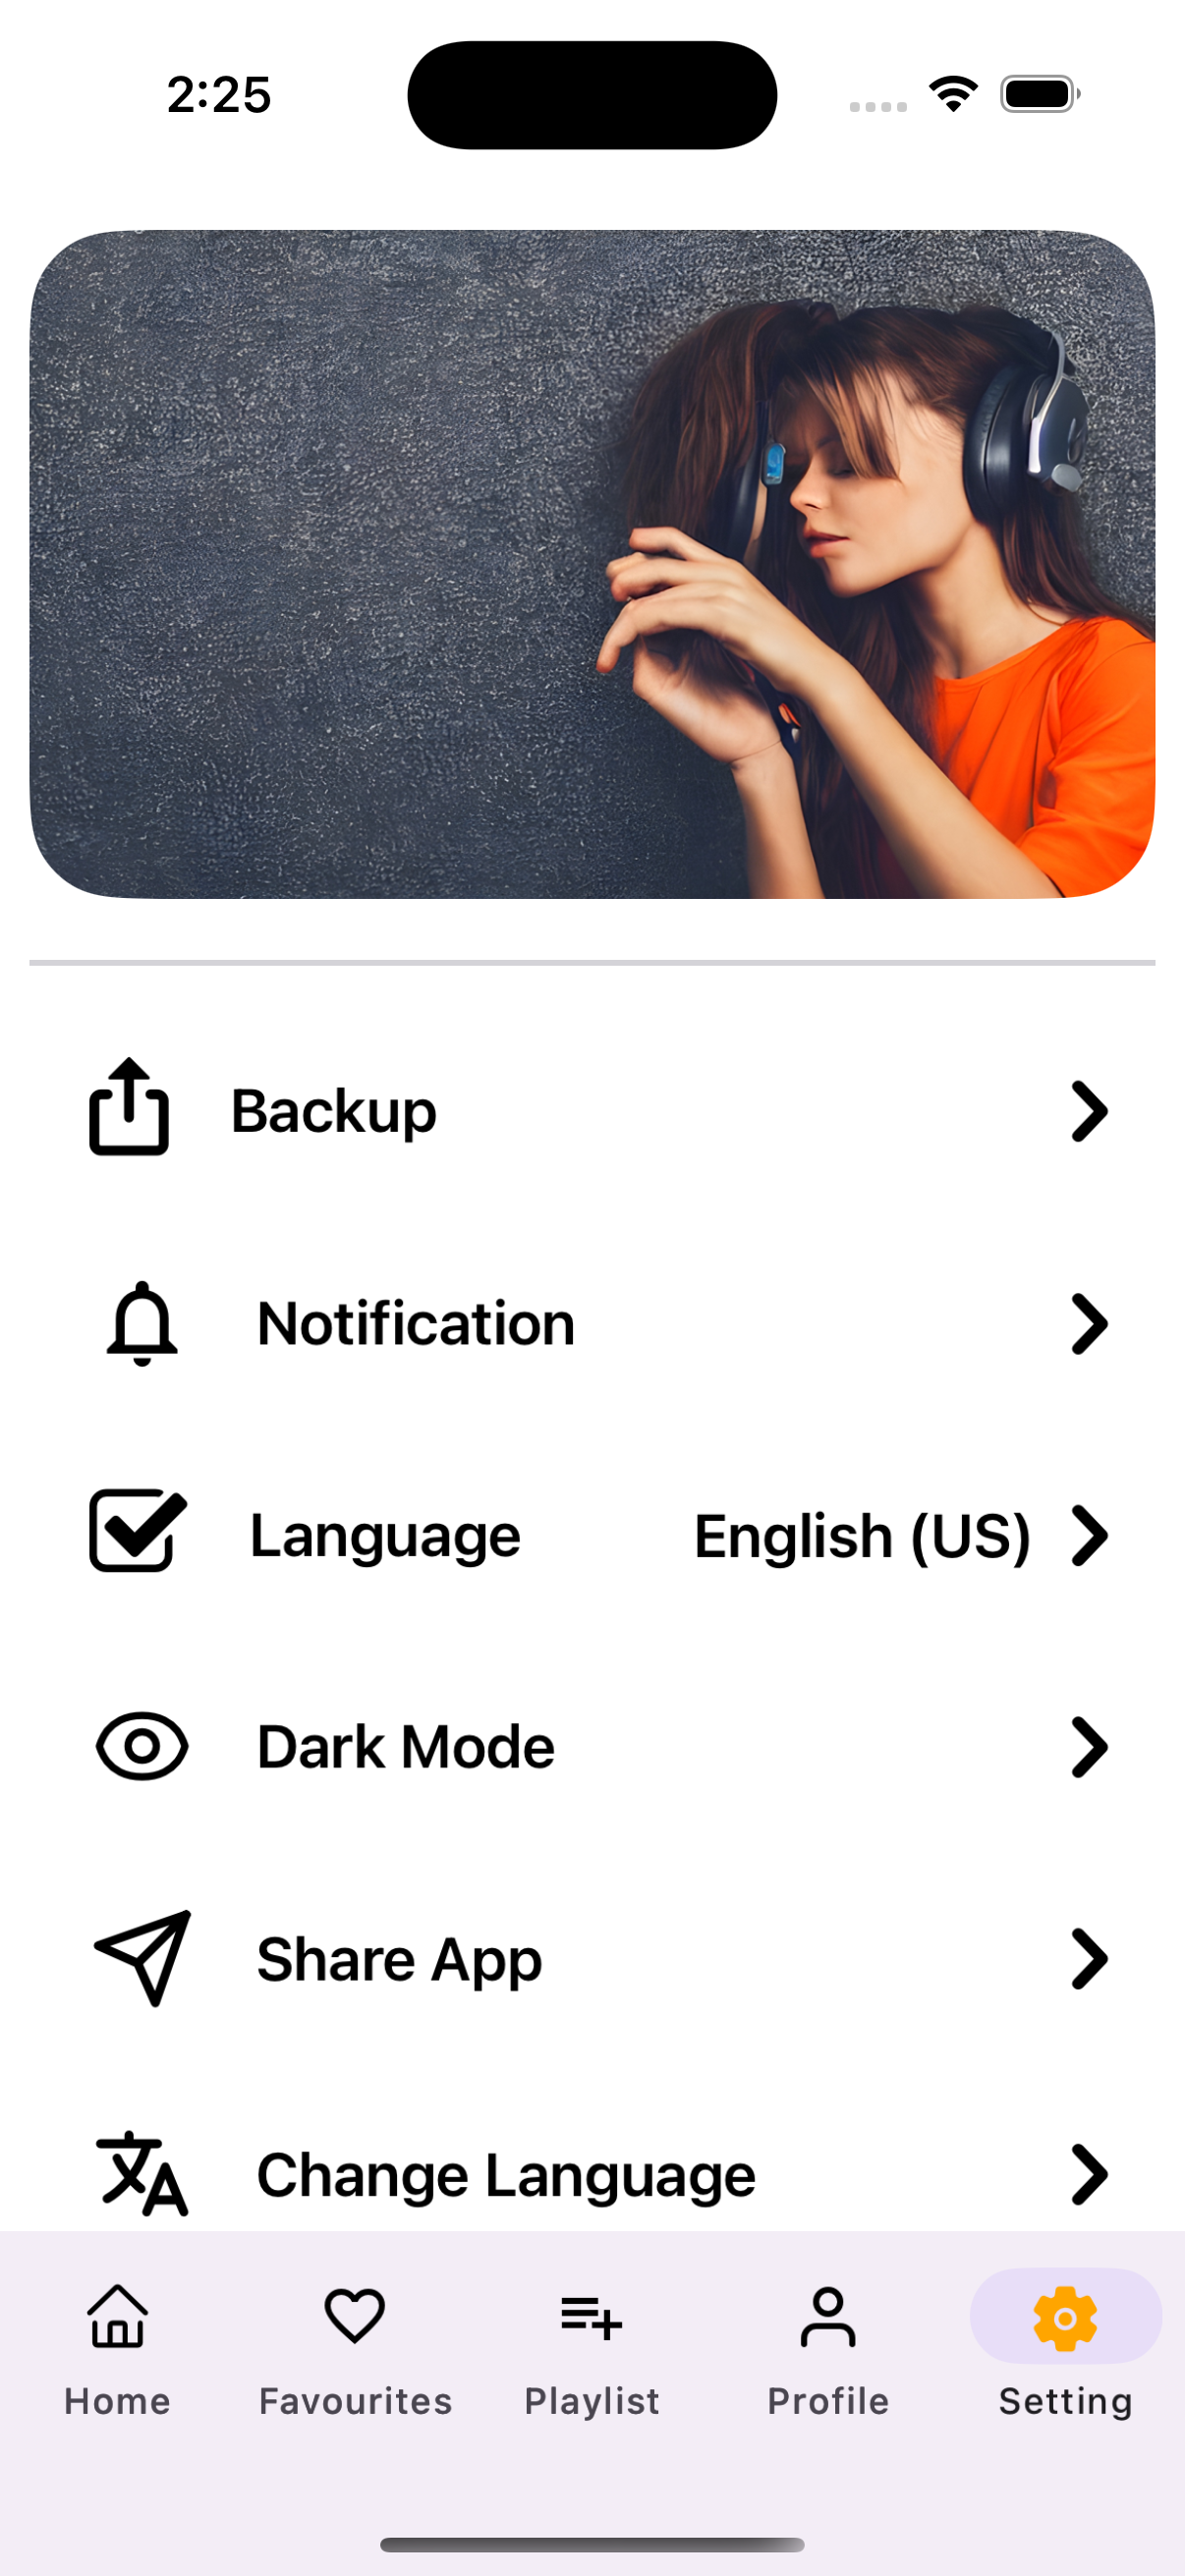 2:25
Backup
Notification
Language English (US)
Dark Mode
Share App
Change Language
Home Favourites Playlist Profile Setting